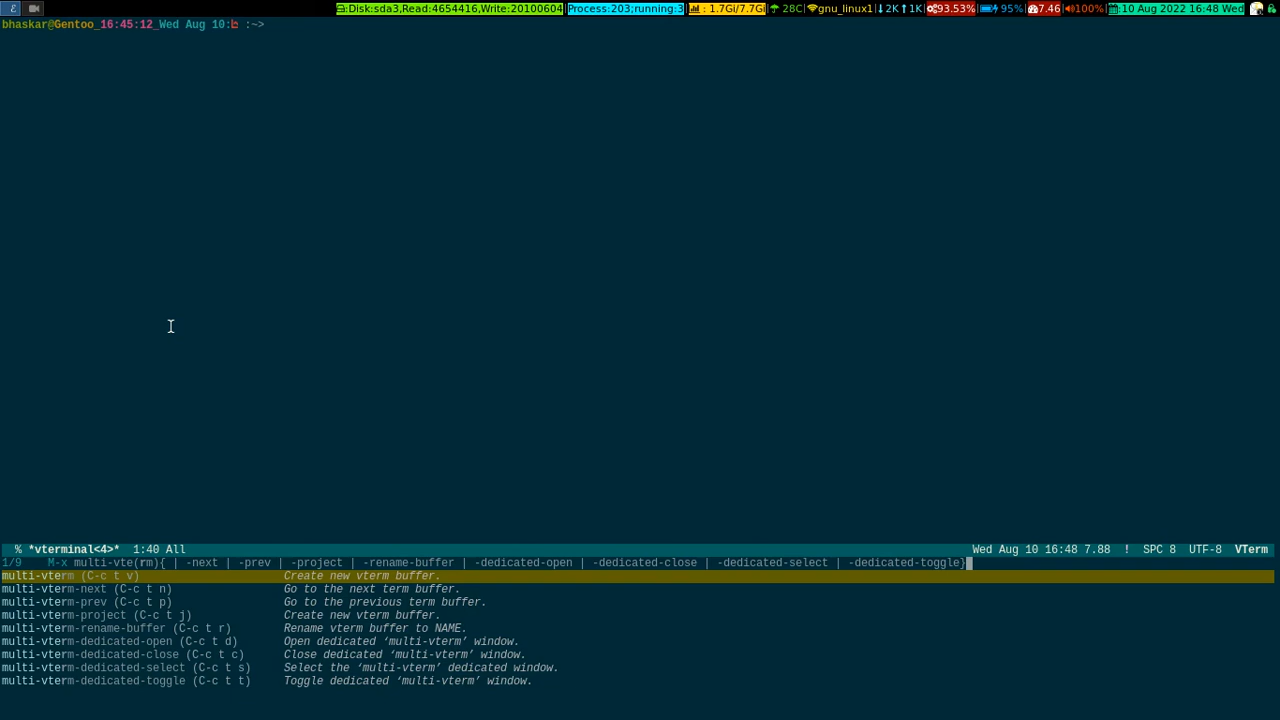 ε :Disk:sda3,Read:4654416,Write:20100604 Process:203;running:3 : 1.7Gi/7.7Gi 28C gnu_linux1 ↓2K ↑1K 93.53% 95% 7.46 100% :10 Aug 2022 16:48 Wed
bhaskar@Gentoo_16:45:12_Wed Aug 10: :~>
% *vterminal<4>* 1:40 All Wed Aug 10 16:48 7.88 ! SPC 8 UTF-8 VTerm
1/9 M-x multi-vte(rm){ | -next | -prev | -project | -rename-buffer | -dedicated-open | -dedicated-close | -dedicated-select | -dedicated-toggle}
multi-vterm (C-c t v) Create new vterm buffer.
multi-vterm-next (C-c t n) Go to the next term buffer.
multi-vterm-prev (C-c t p) Go to the previous term buffer.
multi-vterm-project (C-c t j) Create new vterm buffer.
multi-vterm-rename-buffer (C-c t r) Rename vterm buffer to NAME.
multi-vterm-dedicated-open (C-c t d) Open dedicated ‘multi-vterm’ window.
multi-vterm-dedicated-close (C-c t c) Close dedicated ‘multi-vterm’ window.
multi-vterm-dedicated-select (C-c t s) Select the ‘multi-vterm’ dedicated window.
multi-vterm-dedicated-toggle (C-c t t) Toggle dedicated ‘multi-vterm’ window.